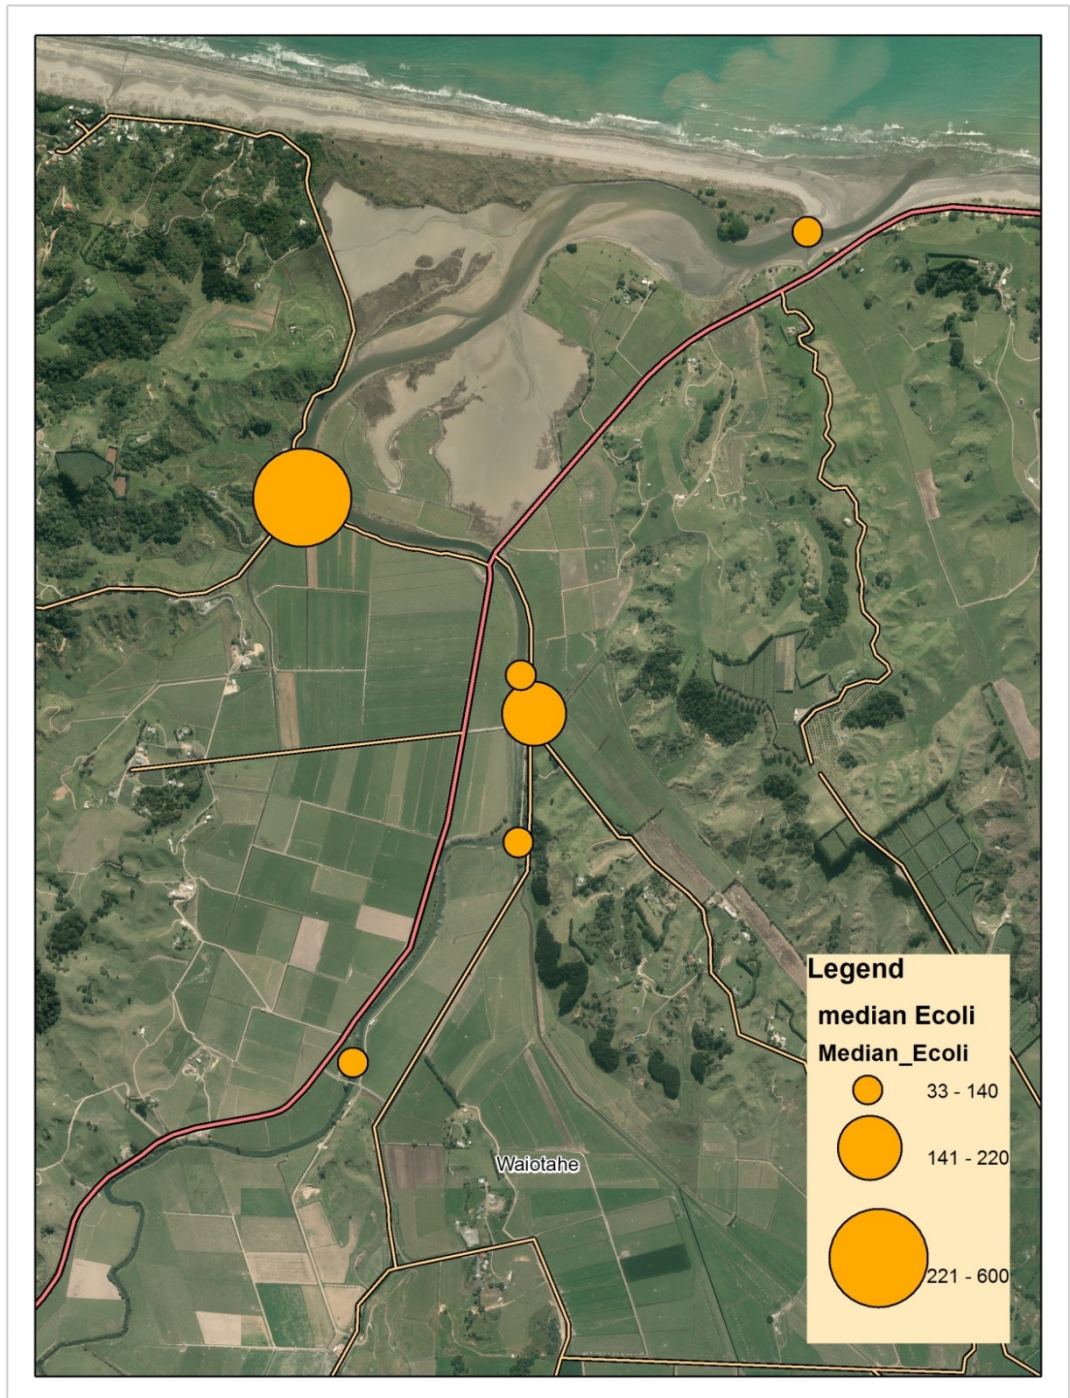 Waiotahe
Legend
median Ecoli
Median_Ecoli
33 - 140
141 - 220
221 - 600